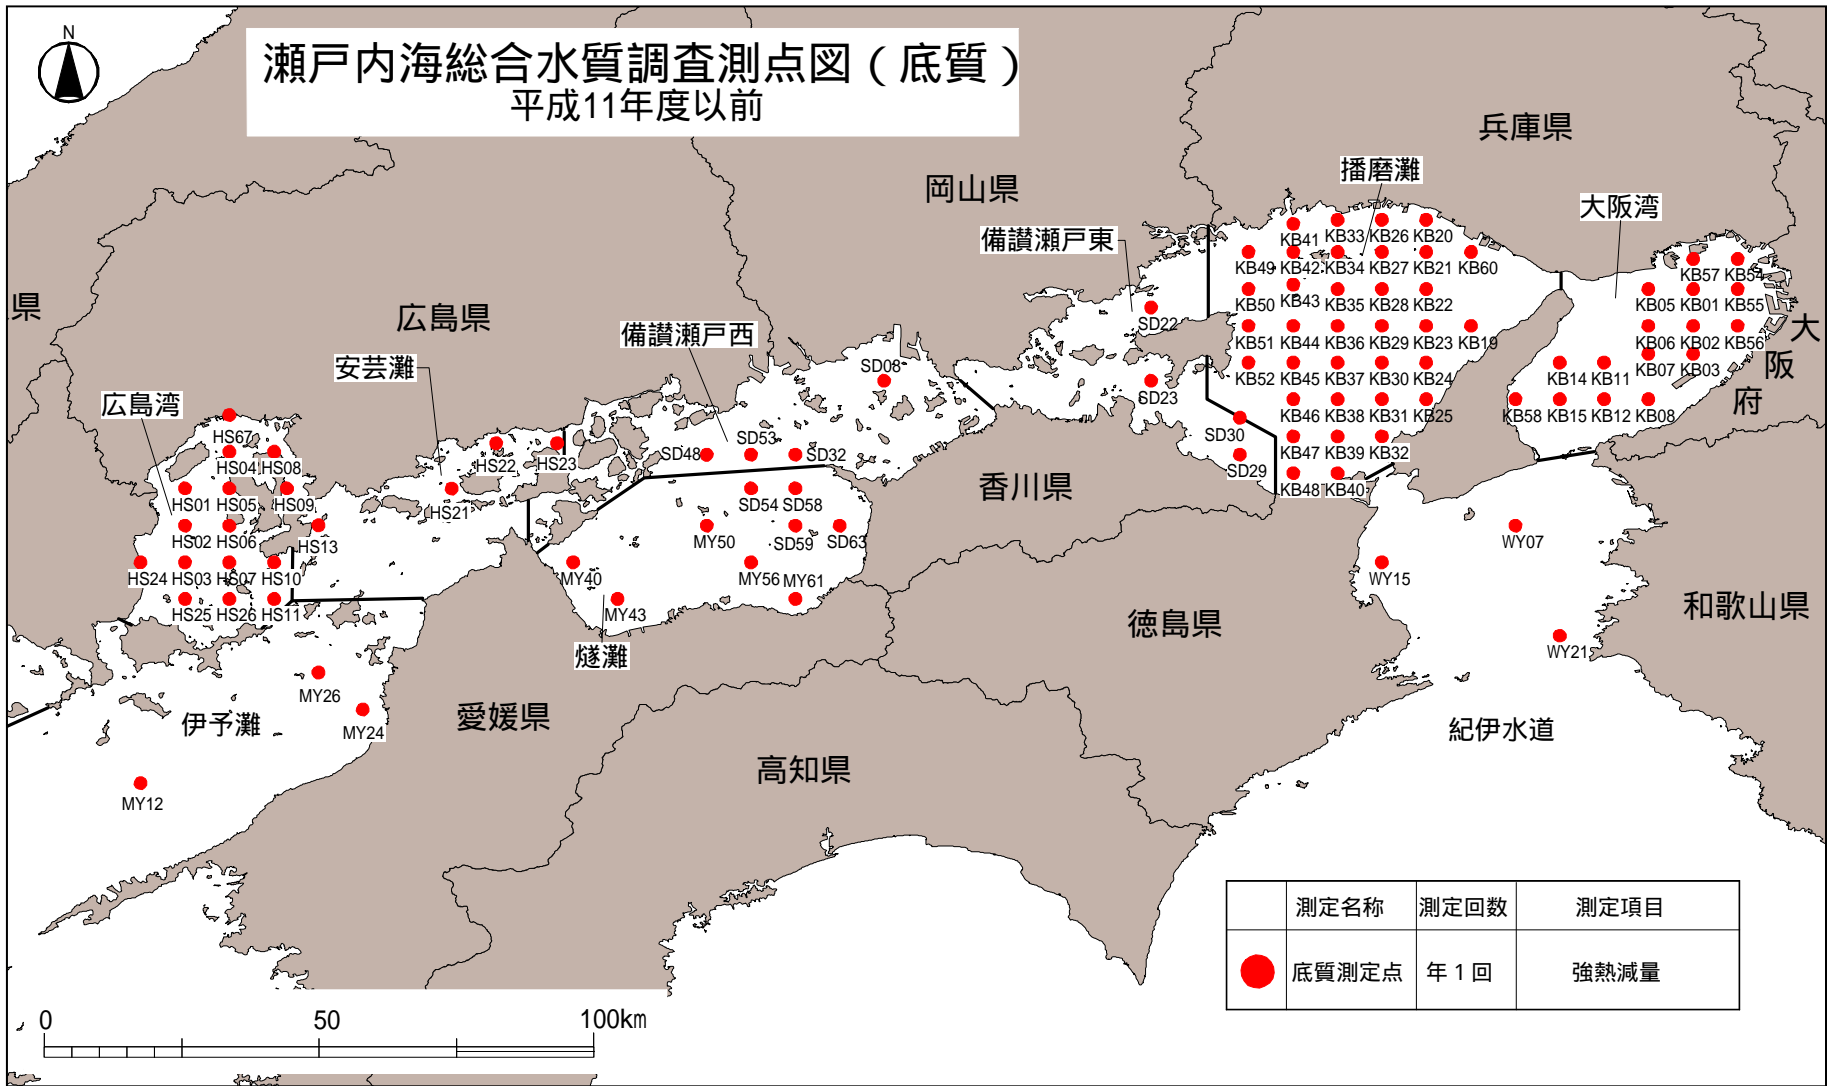 N
瀬戸内海総合水質調査測点図（底質）
平成11年度以前
兵庫県
播磨灘
岡山県
大阪湾
備讃瀬戸東
県
広島県
備讃瀬戸西
安芸灘
広島湾
大
阪
府
香川県
徳島県
和歌山県
燧灘
愛媛県
伊予灘
高知県
紀伊水道
KB41 KB33 KB26 KB20
KB49 KB42 KB34 KB27 KB21 KB60
KB50 KB43 KB35 KB28 KB22
KB51 KB44 KB36 KB29 KB23 KB19
KB52 KB45 KB37 KB30 KB24
KB46 KB38 KB31 KB25
KB47 KB39 KB32
KB48 KB40
KB57 KB54
KB05 KB01 KB55
KB06 KB02 KB56
KB07 KB03
KB14 KB11
KB58 KB15 KB12 KB08
SD22
SD23
SD30
SD29
SD08
SD53
SD48 SD32
SD54 SD58
MY50 SD59 SD63
MY40 MY56 MY61
MY43
HS67
HS04 HS08
HS01 HS05 HS09
HS02 HS06 HS13
HS24 HS03 HS07 HS10
HS25 HS26 HS11
HS22 HS23
HS21
MY26
MY24
MY12
WY07
WY15
WY21
測定名称 測定回数 測定項目
底質測定点 年１回 強熱減量
0 50 100km